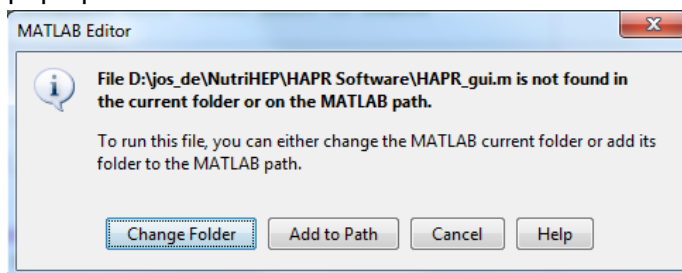 MATLAB Editor
File D:\jos_de\NutriHEP\HAPR Software\HAPR_gui.m is not found in
the current folder or on the MATLAB path.
To run this file, you can either change the MATLAB current folder or add its
folder to the MATLAB path.
Change Folder Add to Path Cancel Help